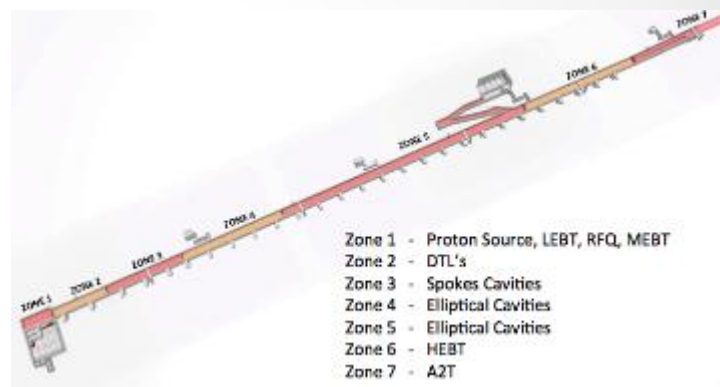 ZONE 7
ZONE 6
ZONE 5
ZONE 4
ZONE 3
ZONE 2
ZONE 1
Zone 1 - Proton Source, LEBT, RFQ, MEBT
Zone 2 - DTL's
Zone 3 - Spokes Cavities
Zone 4 - Elliptical Cavities
Zone 5 - Elliptical Cavities
Zone 6 - HEBT
Zone 7 - A2T